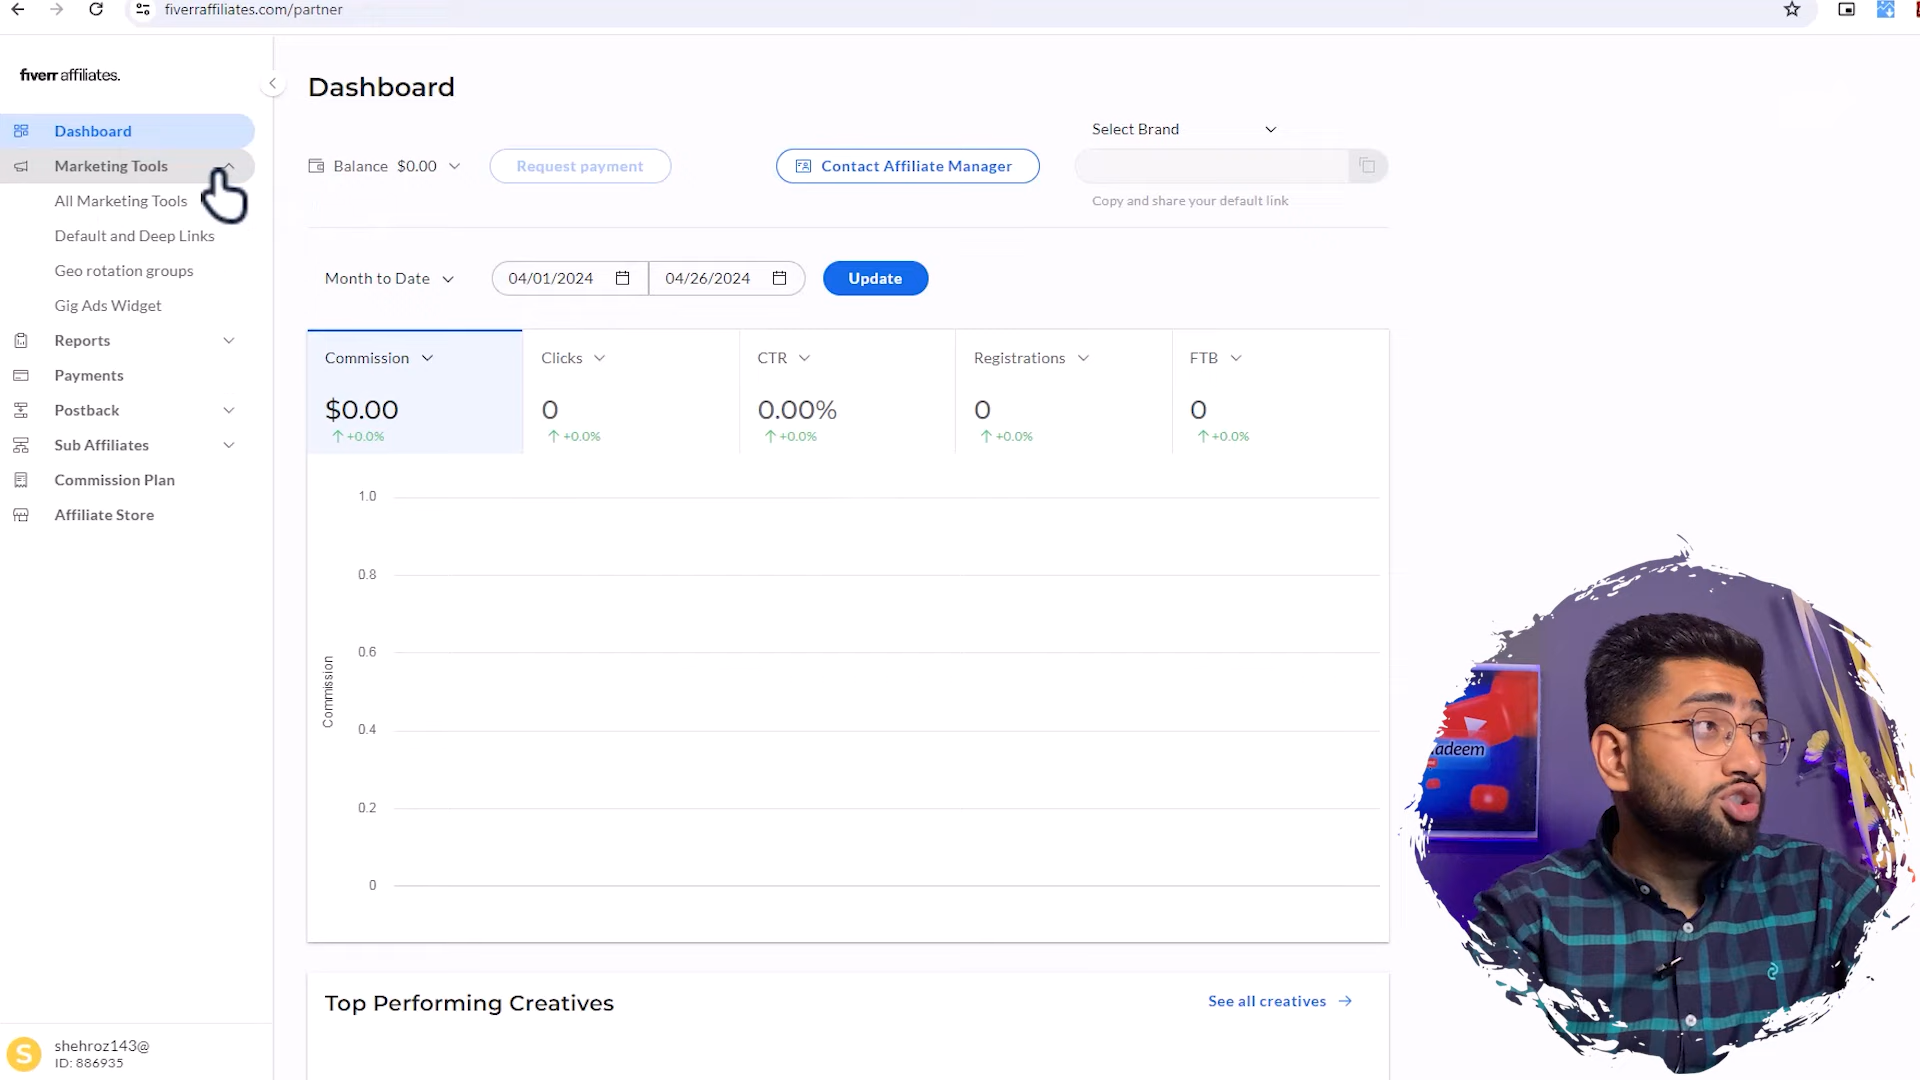 fiverraffiliates.com/partner
fiverr affiliates.
Dashboard
Marketing Tools
All Marketing Tools
Default and Deep Links
Geo rotation groups
Gig Ads Widget
Reports
Payments
Postback
Sub Affiliates
Commission Plan
Affiliate Store
S
shehroz143@
ID: 886935
Dashboard
Balance $0.00
Request payment
Contact Affiliate Manager
Select Brand
Copy and share your default link
Month to Date
04/01/2024
04/26/2024
Update
Commission
$0.00
+0.0%
Clicks
0
+0.0%
CTR
0.00%
+0.0%
Registrations
0
+0.0%
FTB
0
+0.0%
Commission
1.0
0.8
0.6
0.4
0.2
0
Top Performing Creatives
See all creatives
adeem